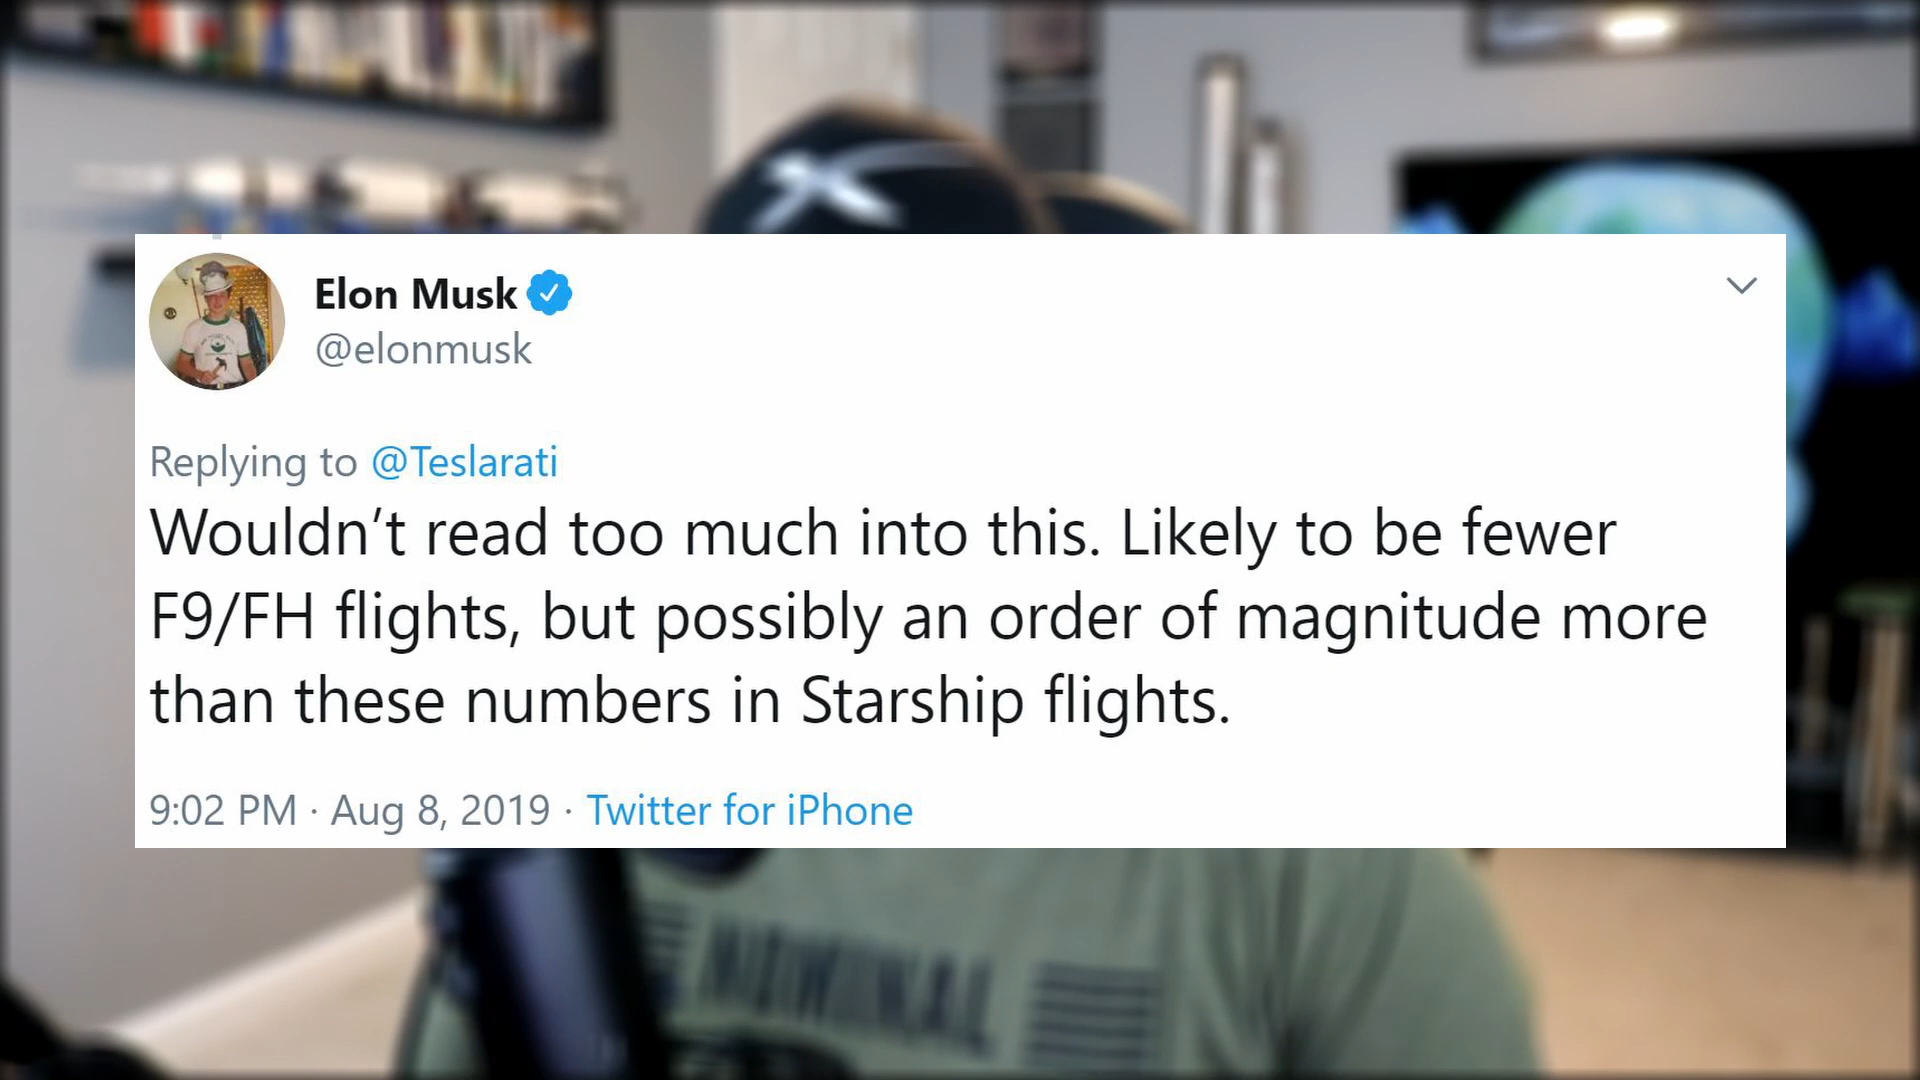 Elon Musk
@elonmusk
Replying to @Teslarati
Wouldn’t read too much into this. Likely to be fewer
F9/FH flights, but possibly an order of magnitude more
than these numbers in Starship flights.
9:02 PM · Aug 8, 2019 · Twitter for iPhone
NOMINAL